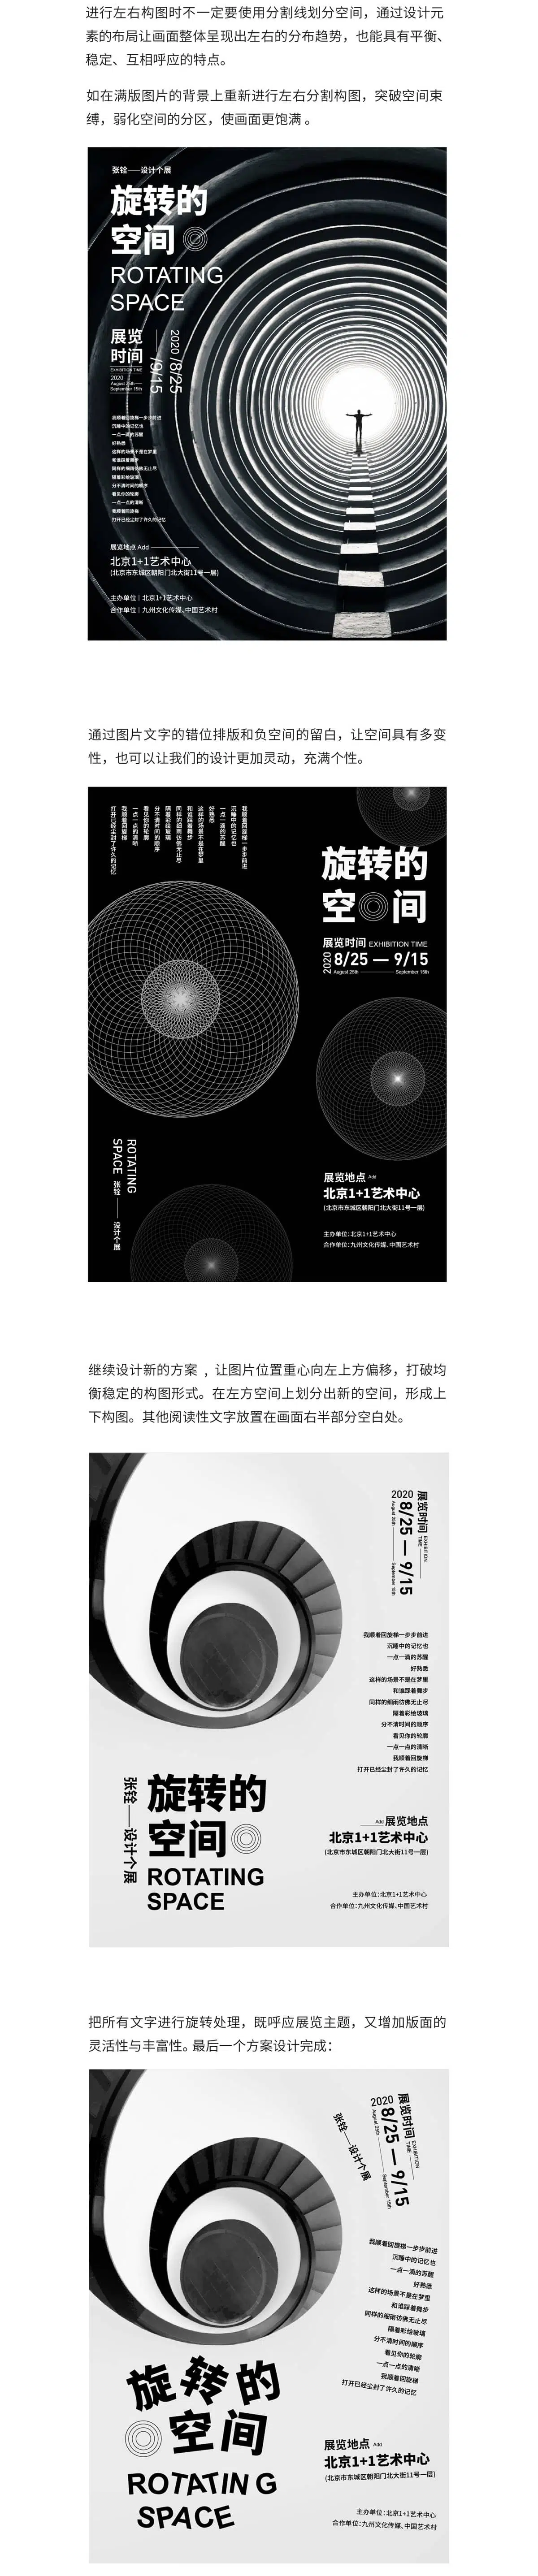 进行左右构图时不一定要使用分割线划分空间，通过设计元
素的布局让画面整体呈现出左右的分布趋势，也能具有平衡、
稳定、互相呼应的特点。
如在满版图片的背景上重新进行左右分割构图，突破空间束
缚，弱化空间的分区，使画面更饱满 。
张铨——设计个展
旋转的
空间
ROTATING
SPACE
展览
时间
EXHIBITION TIME
2020
August 25th—
September 15th
2020 /8/25
/9/15
我顺着回旋梯一步步前进
沉睡中的记忆也
一点一滴的苏醒
好熟悉
这样的场景不是在梦里
和谁踩着舞步
同样的细雨彷佛无止尽
隔着彩绘玻璃
分不清时间的顺序
看见你的轮廓
一点一点的清晰
我顺着回旋梯
打开已经尘封了许久的记忆
展览地点 Add
北京1+1艺术中心
(北京市东城区朝阳门北大街11号一层)
主办单位｜北京1+1艺术中心
合作单位｜九州文化传媒、中国艺术村
通过图片文字的错位排版和负空间的留白，让空间具有多变
性，也可以让我们的设计更加灵动，充满个性。
我顺着回旋梯一步步前进
沉睡中的记忆也
一点一滴的苏醒
好熟悉
这样的场景不是在梦里
和谁踩着舞步
同样的细雨彷佛无止尽
隔着彩绘玻璃
分不清时间的顺序
看见你的轮廓
一点一点的清晰
我顺着回旋梯
打开已经尘封了许久的记忆
旋转的
空间
展览时间 EXHIBITION TIME
2020 8/25 — 9/15
August 25th —— September 15th
ROTATING
SPACE 张铨 —— 设计个展
展览地点 Add
北京1+1艺术中心
(北京市东城区朝阳门北大街11号一层)
主办单位:北京1+1艺术中心
合作单位:九州文化传媒、中国艺术村
继续设计新的方案 ，让图片位置重心向左上方偏移，打破均
衡稳定的构图形式。在左方空间上划分出新的空间，形成上
下构图。其他阅读性文字放置在画面右半部分空白处。
展览时间 EXHIBITION TIME
2020 8/25 — 9/15
August 25th —— September 15th
我顺着回旋梯一步步前进
沉睡中的记忆也
一点一滴的苏醒
好熟悉
这样的场景不是在梦里
和谁踩着舞步
同样的细雨彷佛无止尽
隔着彩绘玻璃
分不清时间的顺序
看见你的轮廓
一点一点的清晰
我顺着回旋梯
打开已经尘封了许久的记忆
张铨——设计个展
旋转的
空间
ROTATING
SPACE
Add 展览地点
北京1+1艺术中心
(北京市东城区朝阳门北大街11号一层)
主办单位:北京1+1艺术中心
合作单位:九州文化传媒、中国艺术村
把所有文字进行旋转处理，既呼应展览主题，又增加版面的
灵活性与丰富性。最后一个方案设计完成：
展览时间 EXHIBITION TIME
2020 8/25 — 9/15
August 25th —— September 15th
张铨——设计个展
我顺着回旋梯一步步前进
沉睡中的记忆也
一点一滴的苏醒
好熟悉
这样的场景不是在梦里
和谁踩着舞步
同样的细雨彷佛无止尽
隔着彩绘玻璃
分不清时间的顺序
看见你的轮廓
一点一点的清晰
我顺着回旋梯
打开已经尘封了许久的记忆
旋转的
空间
ROTATING
SPACE
展览地点 Add
北京1+1艺术中心
(北京市东城区朝阳门北大街11号一层)
主办单位:北京1+1艺术中心
合作单位:九州文化传媒、中国艺术村